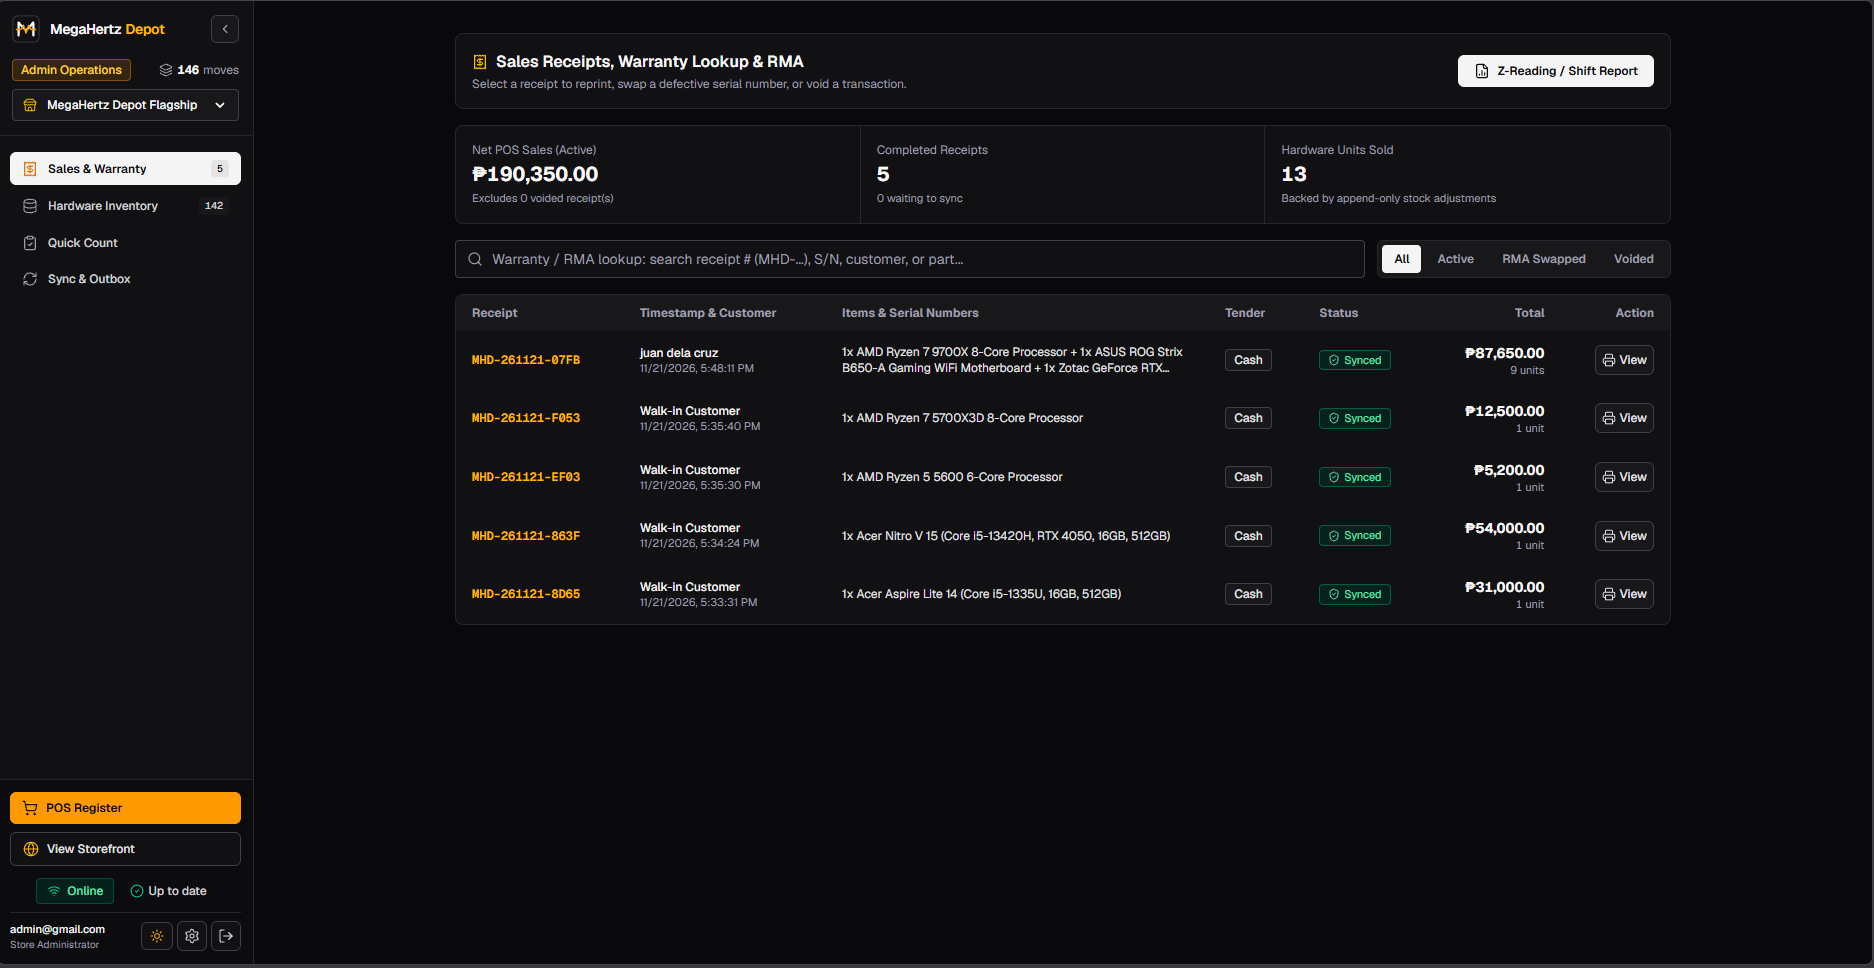 MegaHertz Depot
Admin Operations
146 moves
MegaHertz Depot Flagship
Sales & Warranty 5
Hardware Inventory 142
Quick Count
Sync & Outbox
POS Register
View Storefront
Online
Up to date
admin@gmail.com
Store Administrator
Sales Receipts, Warranty Lookup & RMA
Select a receipt to reprint, swap a defective serial number, or void a transaction.
Z-Reading / Shift Report
Net POS Sales (Active)
₱190,350.00
Excludes 0 voided receipt(s)
Completed Receipts
5
0 waiting to sync
Hardware Units Sold
13
Backed by append-only stock adjustments
Warranty / RMA lookup: search receipt # (MHD-...), S/N, customer, or part...
All Active RMA Swapped Voided
Receipt Timestamp & Customer Items & Serial Numbers Tender Status Total Action
MHD-261121-07FB
juan dela cruz
11/21/2026, 5:48:11 PM
1x AMD Ryzen 7 9700X 8-Core Processor + 1x ASUS ROG Strix
B650-A Gaming WiFi Motherboard + 1x Zotac GeForce RTX...
Cash
Synced
₱87,650.00
9 units
View
MHD-261121-F053
Walk-in Customer
11/21/2026, 5:35:40 PM
1x AMD Ryzen 7 5700X3D 8-Core Processor
Cash
Synced
₱12,500.00
1 unit
View
MHD-261121-EF03
Walk-in Customer
11/21/2026, 5:35:30 PM
1x AMD Ryzen 5 5600 6-Core Processor
Cash
Synced
₱5,200.00
1 unit
View
MHD-261121-863F
Walk-in Customer
11/21/2026, 5:34:24 PM
1x Acer Nitro V 15 (Core i5-13420H, RTX 4050, 16GB, 512GB)
Cash
Synced
₱54,000.00
1 unit
View
MHD-261121-8D65
Walk-in Customer
11/21/2026, 5:33:31 PM
1x Acer Aspire Lite 14 (Core i5-1335U, 16GB, 512GB)
Cash
Synced
₱31,000.00
1 unit
View